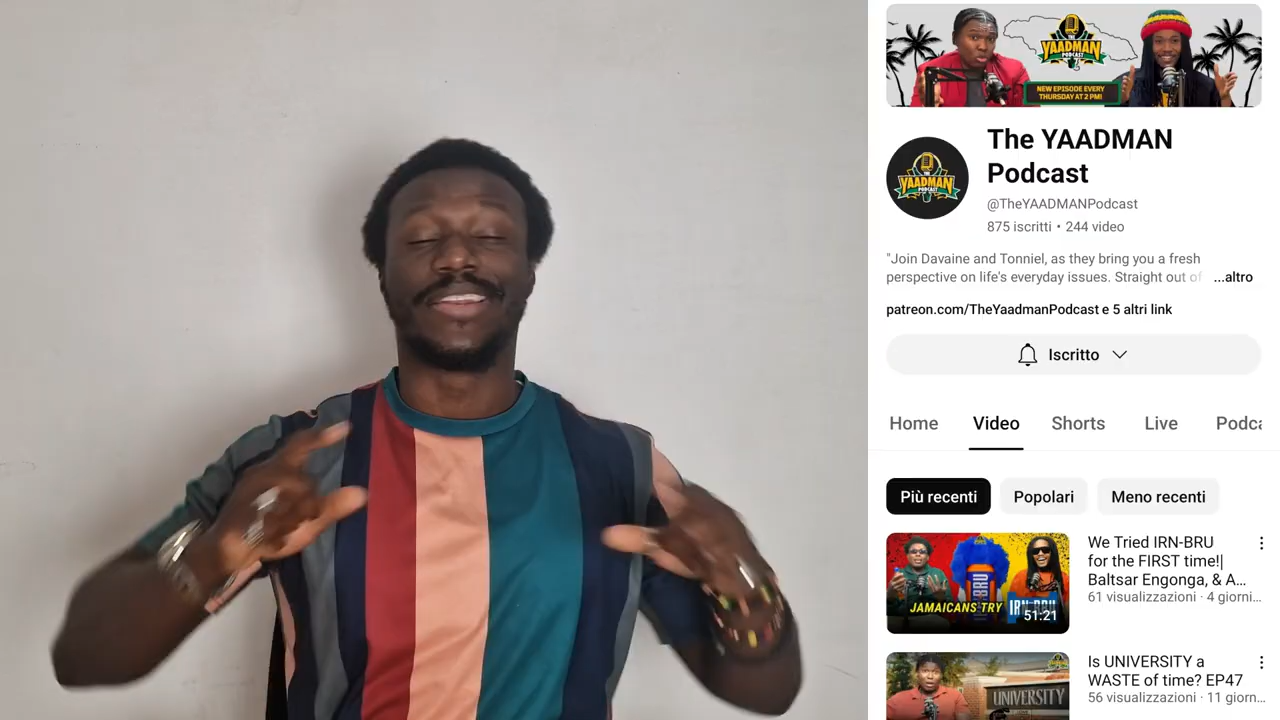 THE
YAADMAN
PODCAST
NEW EPISODE EVERY
THURSDAY AT 2 PM!
The YAADMAN
Podcast
THE
YAADMAN
PODCAST
@TheYAADMANPodcast
875 iscritti • 244 video
"Join Davaine and Tonniel, as they bring you a fresh
perspective on life's everyday issues. Straight out of ...altro
patreon.com/TheYaadmanPodcast e 5 altri link
Iscritto
Home Video Shorts Live Podca
Più recenti Popolari Meno recenti
We Tried IRN-BRU
for the FIRST time!|
Baltsar Engonga, & A...
61 visualizzazioni · 4 giorni...
JAMAICANS TRY IRN-BRU
51:21
Is UNIVERSITY a
WASTE of time? EP47
56 visualizzazioni · 11 giorn...
UNIVERSITY